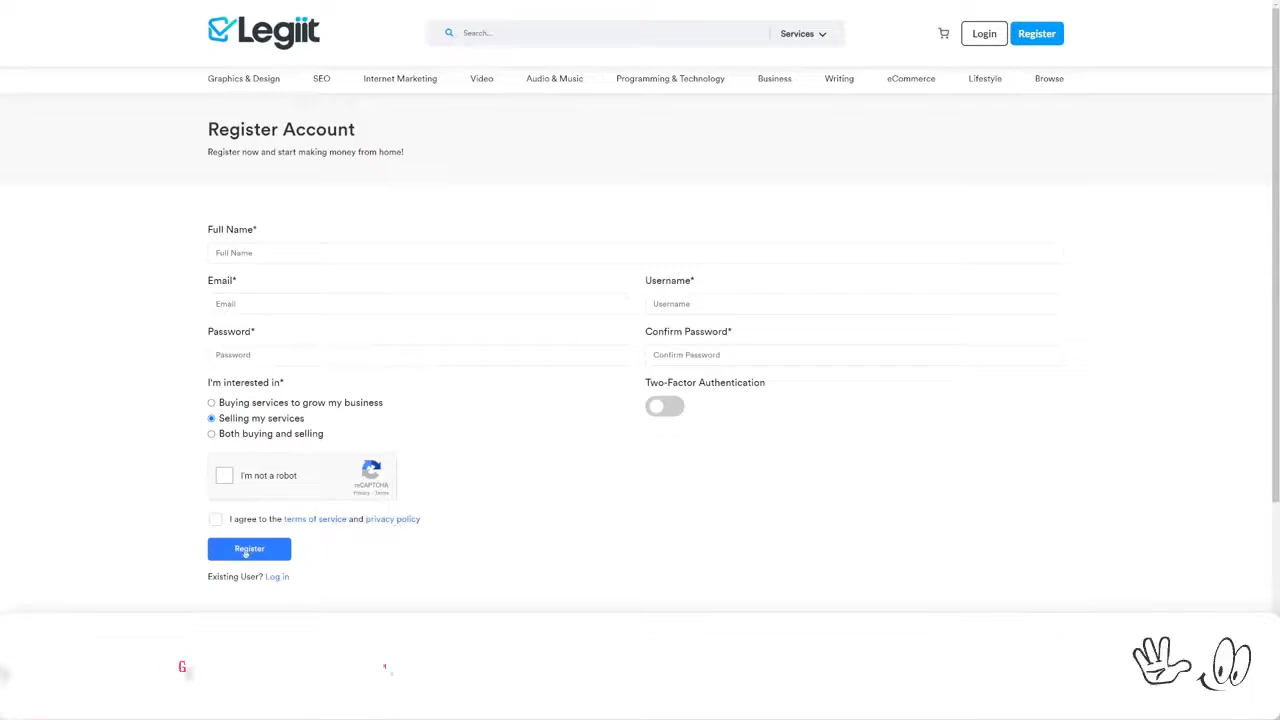 Legiit
Search...
Services
Login
Register
Graphics & Design
SEO
Internet Marketing
Video
Audio & Music
Programming & Technology
Business
Writing
eCommerce
Lifestyle
Browse
Register Account
Register now and start making money from home!
Full Name*
Full Name
Email*
Username*
Email
Username
Password*
Confirm Password*
Password
Confirm Password
I'm interested in*
Two-Factor Authentication
Buying services to grow my business
Selling my services
Both buying and selling
I'm not a robot
reCAPTCHA
Privacy - Terms
I agree to the terms of service and privacy policy
Register
Existing User? Log in
G